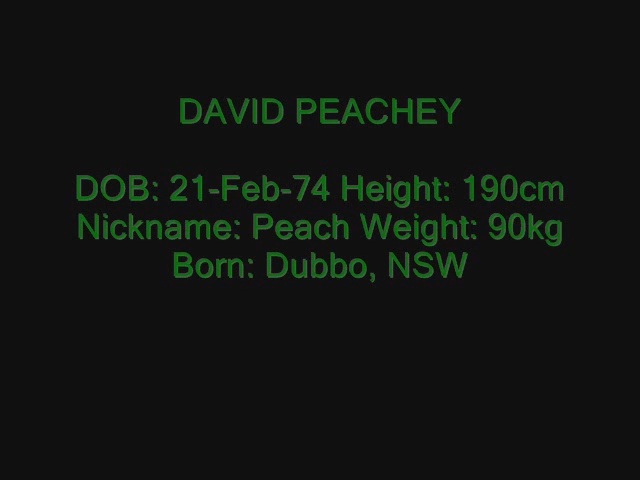 DAVID PEACHEY
DOB: 21-Feb-74 Height: 190cm
Nickname: Peach Weight: 90kg
Born: Dubbo, NSW